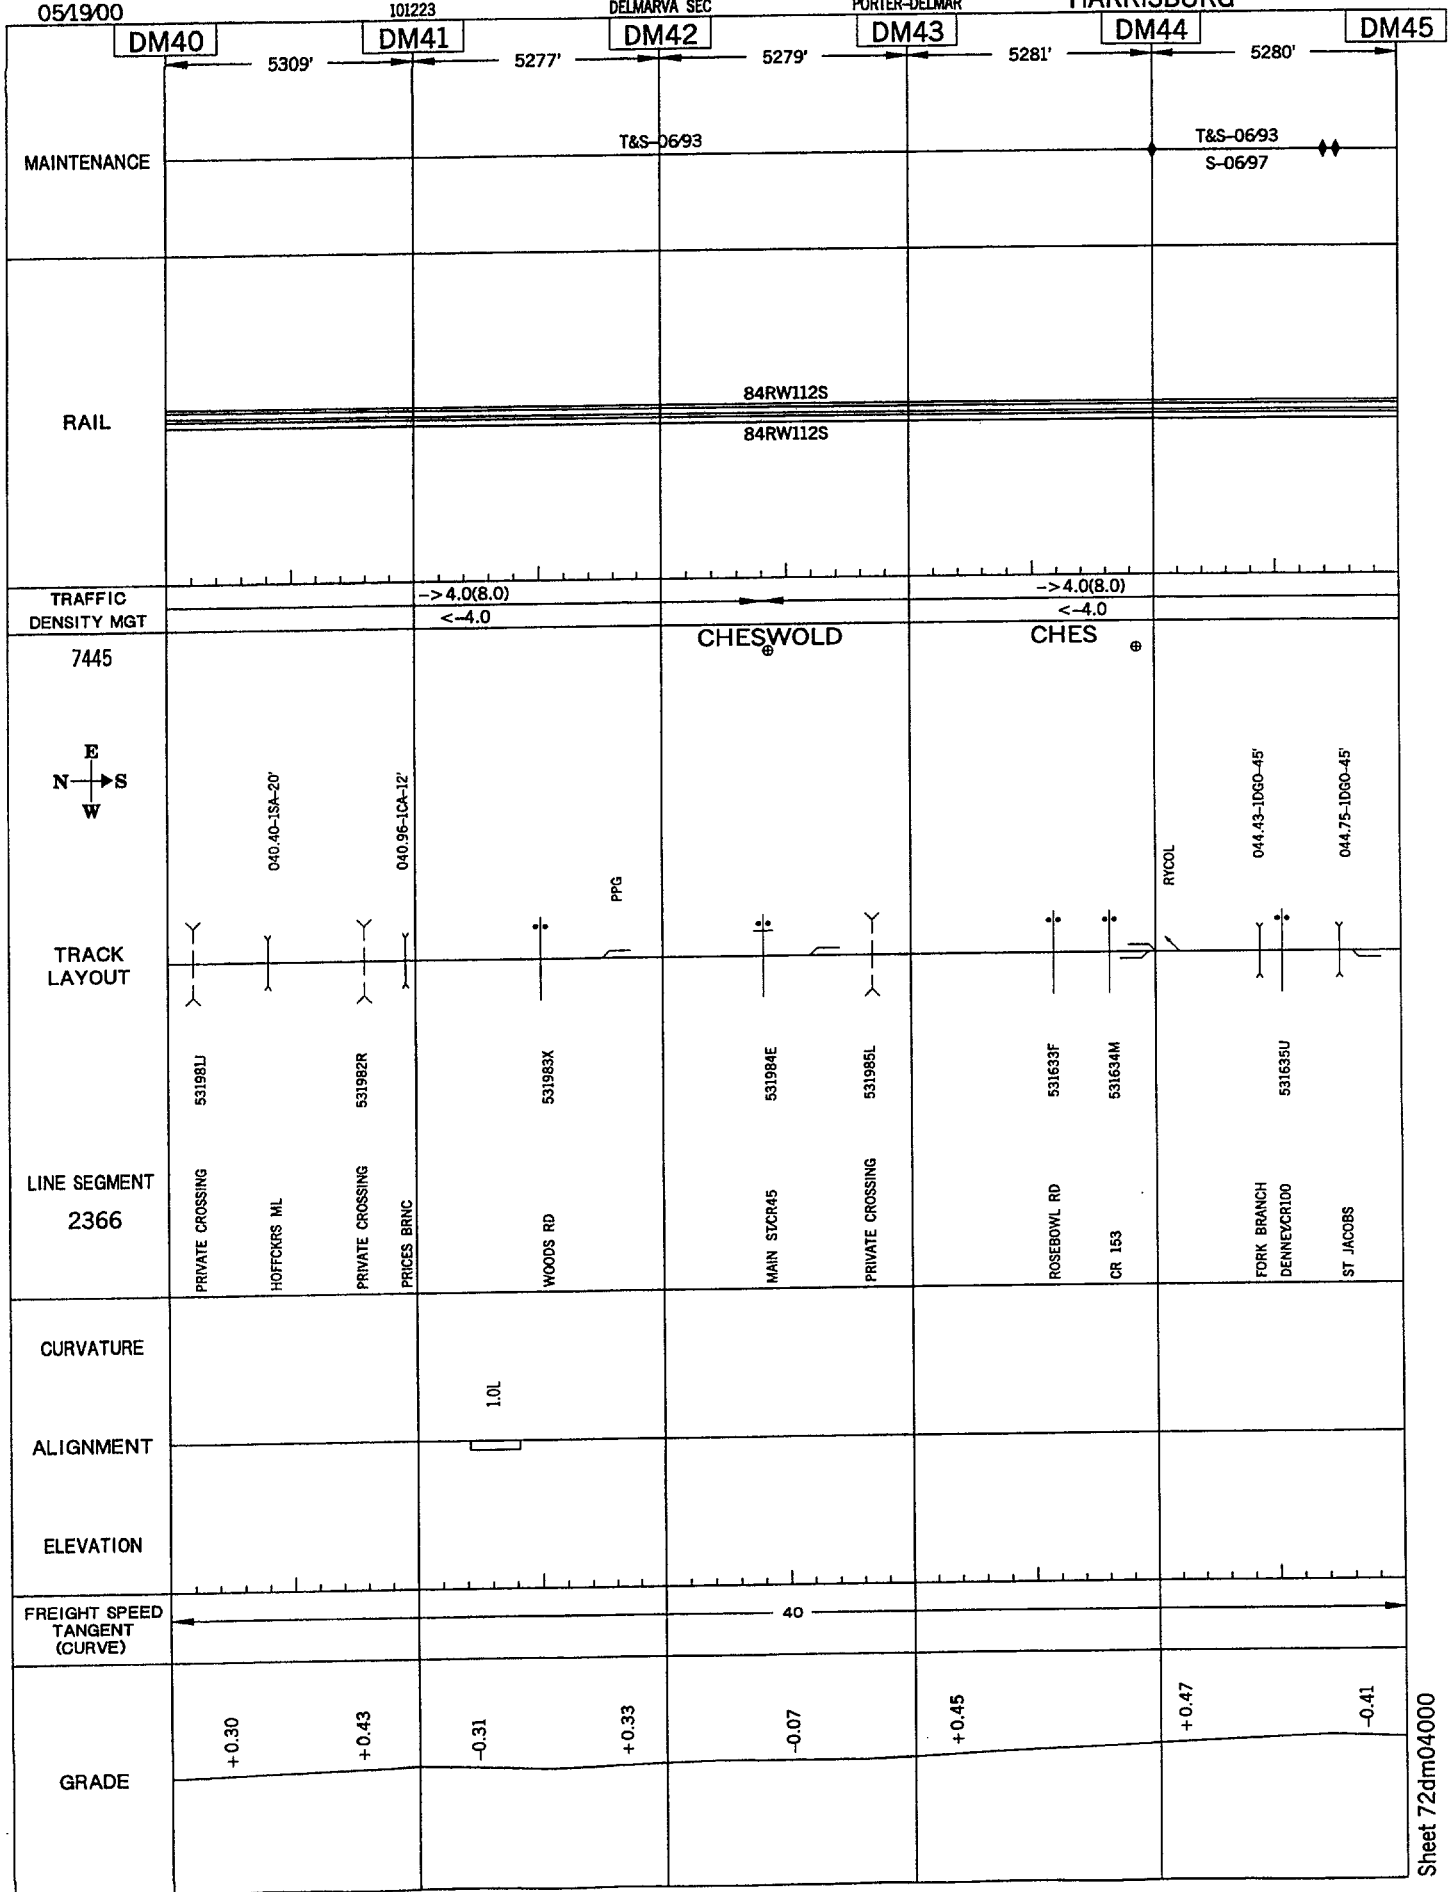 05/19/00
101223
DELMARVA SEC
PORTER-DELMAR
HARRISBURG
DM40
DM41
DM42
DM43
DM44
DM45
5309'
5277'
5279'
5281'
5280'
MAINTENANCE
T&S-06/93
T&S-06/93
S-06/97
RAIL
84RW112S
84RW112S
TRAFFIC
DENSITY MGT
->4.0(8.0)
<-4.0
->4.0(8.0)
<-4.0
7445
CHESWOLD
CHES
E
N S
W
040.40-1SA-20'
040.96-1CA-12'
PPG
RYCOL
044.43-1DGO-45'
044.75-1DGO-45'
TRACK
LAYOUT
531981J
531982R
531983X
531984E
531985L
531633F
531634M
531635U
LINE SEGMENT
2366
PRIVATE CROSSING
HOFFCKRS ML
PRIVATE CROSSING
PRICES BRNC
WOODS RD
MAIN ST/CR45
PRIVATE CROSSING
ROSEBOWL RD
CR 153
FORK BRANCH
DENNEY/CR100
ST JACOBS
CURVATURE
1.0L
ALIGNMENT
ELEVATION
FREIGHT SPEED
TANGENT
(CURVE)
40
GRADE
+0.30
+0.43
-0.31
+0.33
-0.07
+0.45
+0.47
-0.41
Sheet 72dm04000